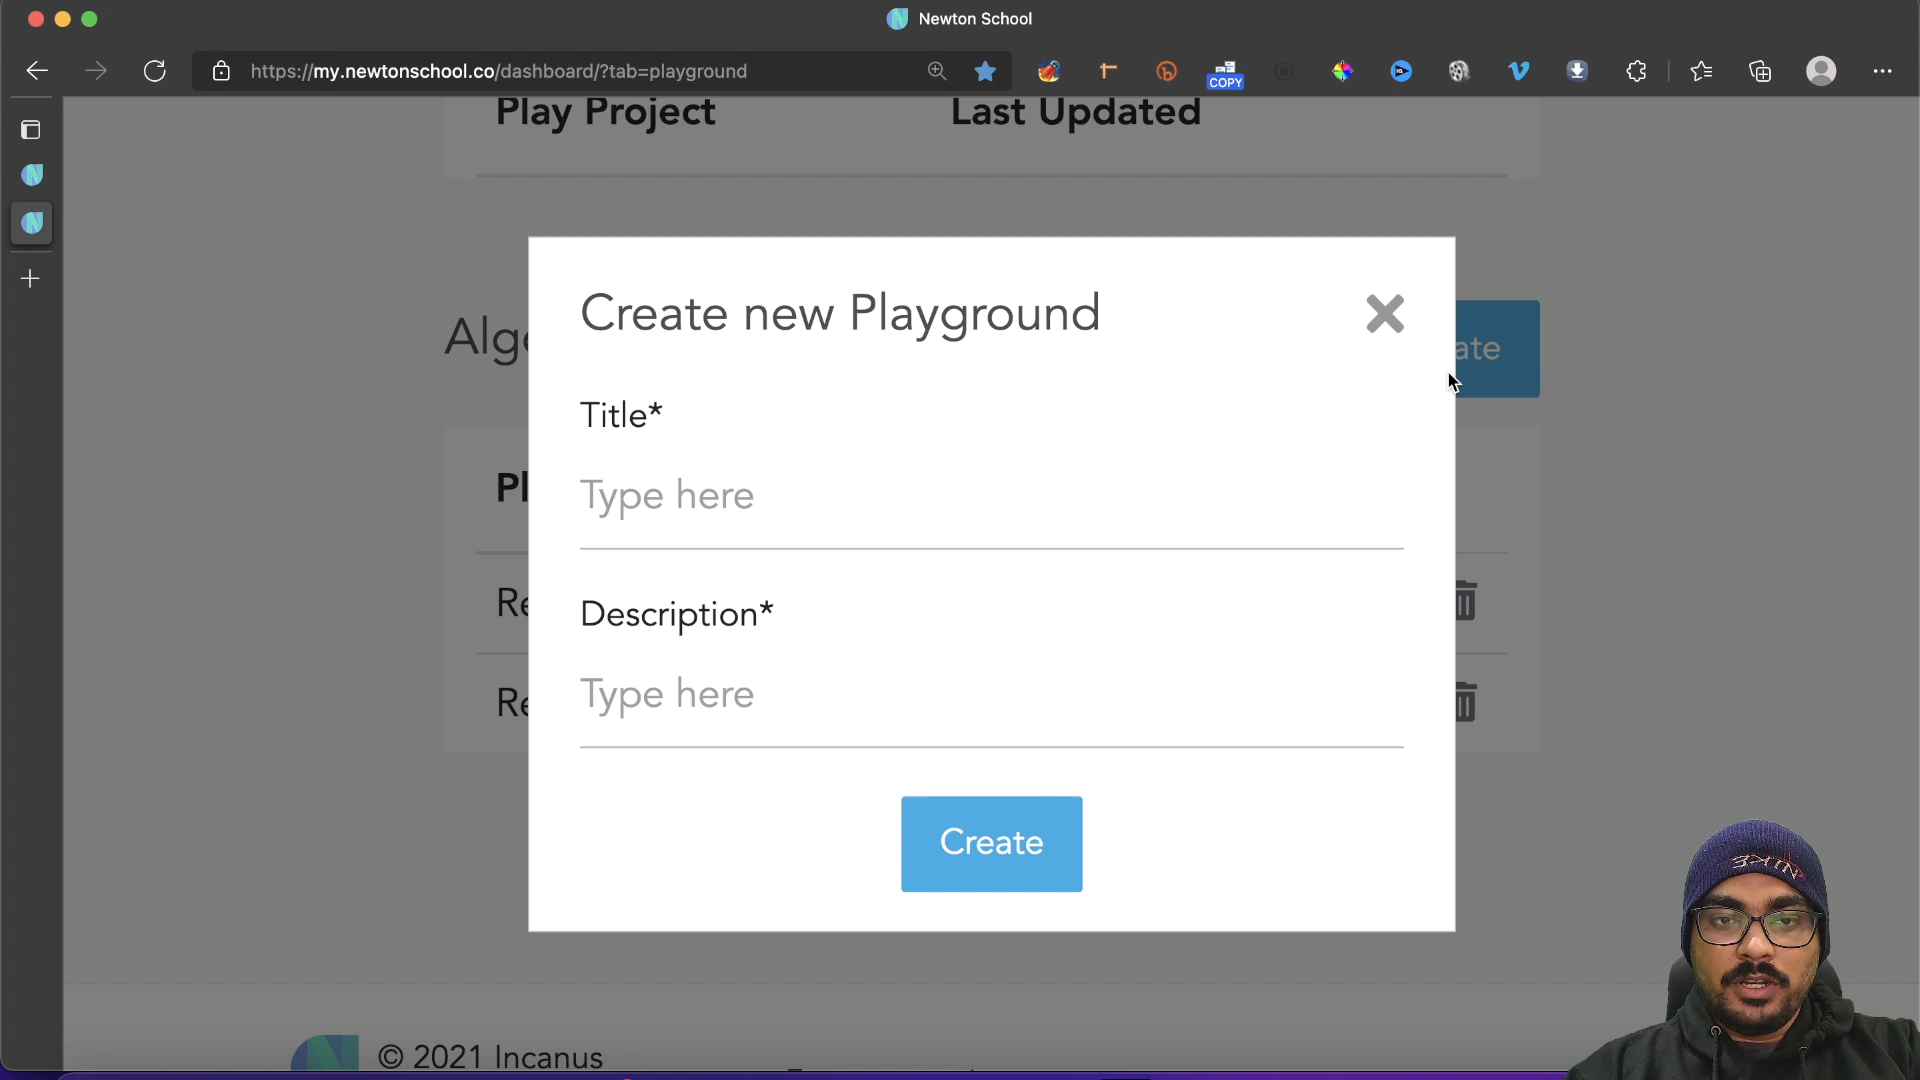 Newton School
https://my.newtonschool.co/dashboard/?tab=playground
COPY
Play Project Last Updated
Create new Playground
Title*
Type here
Description*
Type here
Create
© 2021 Incanus